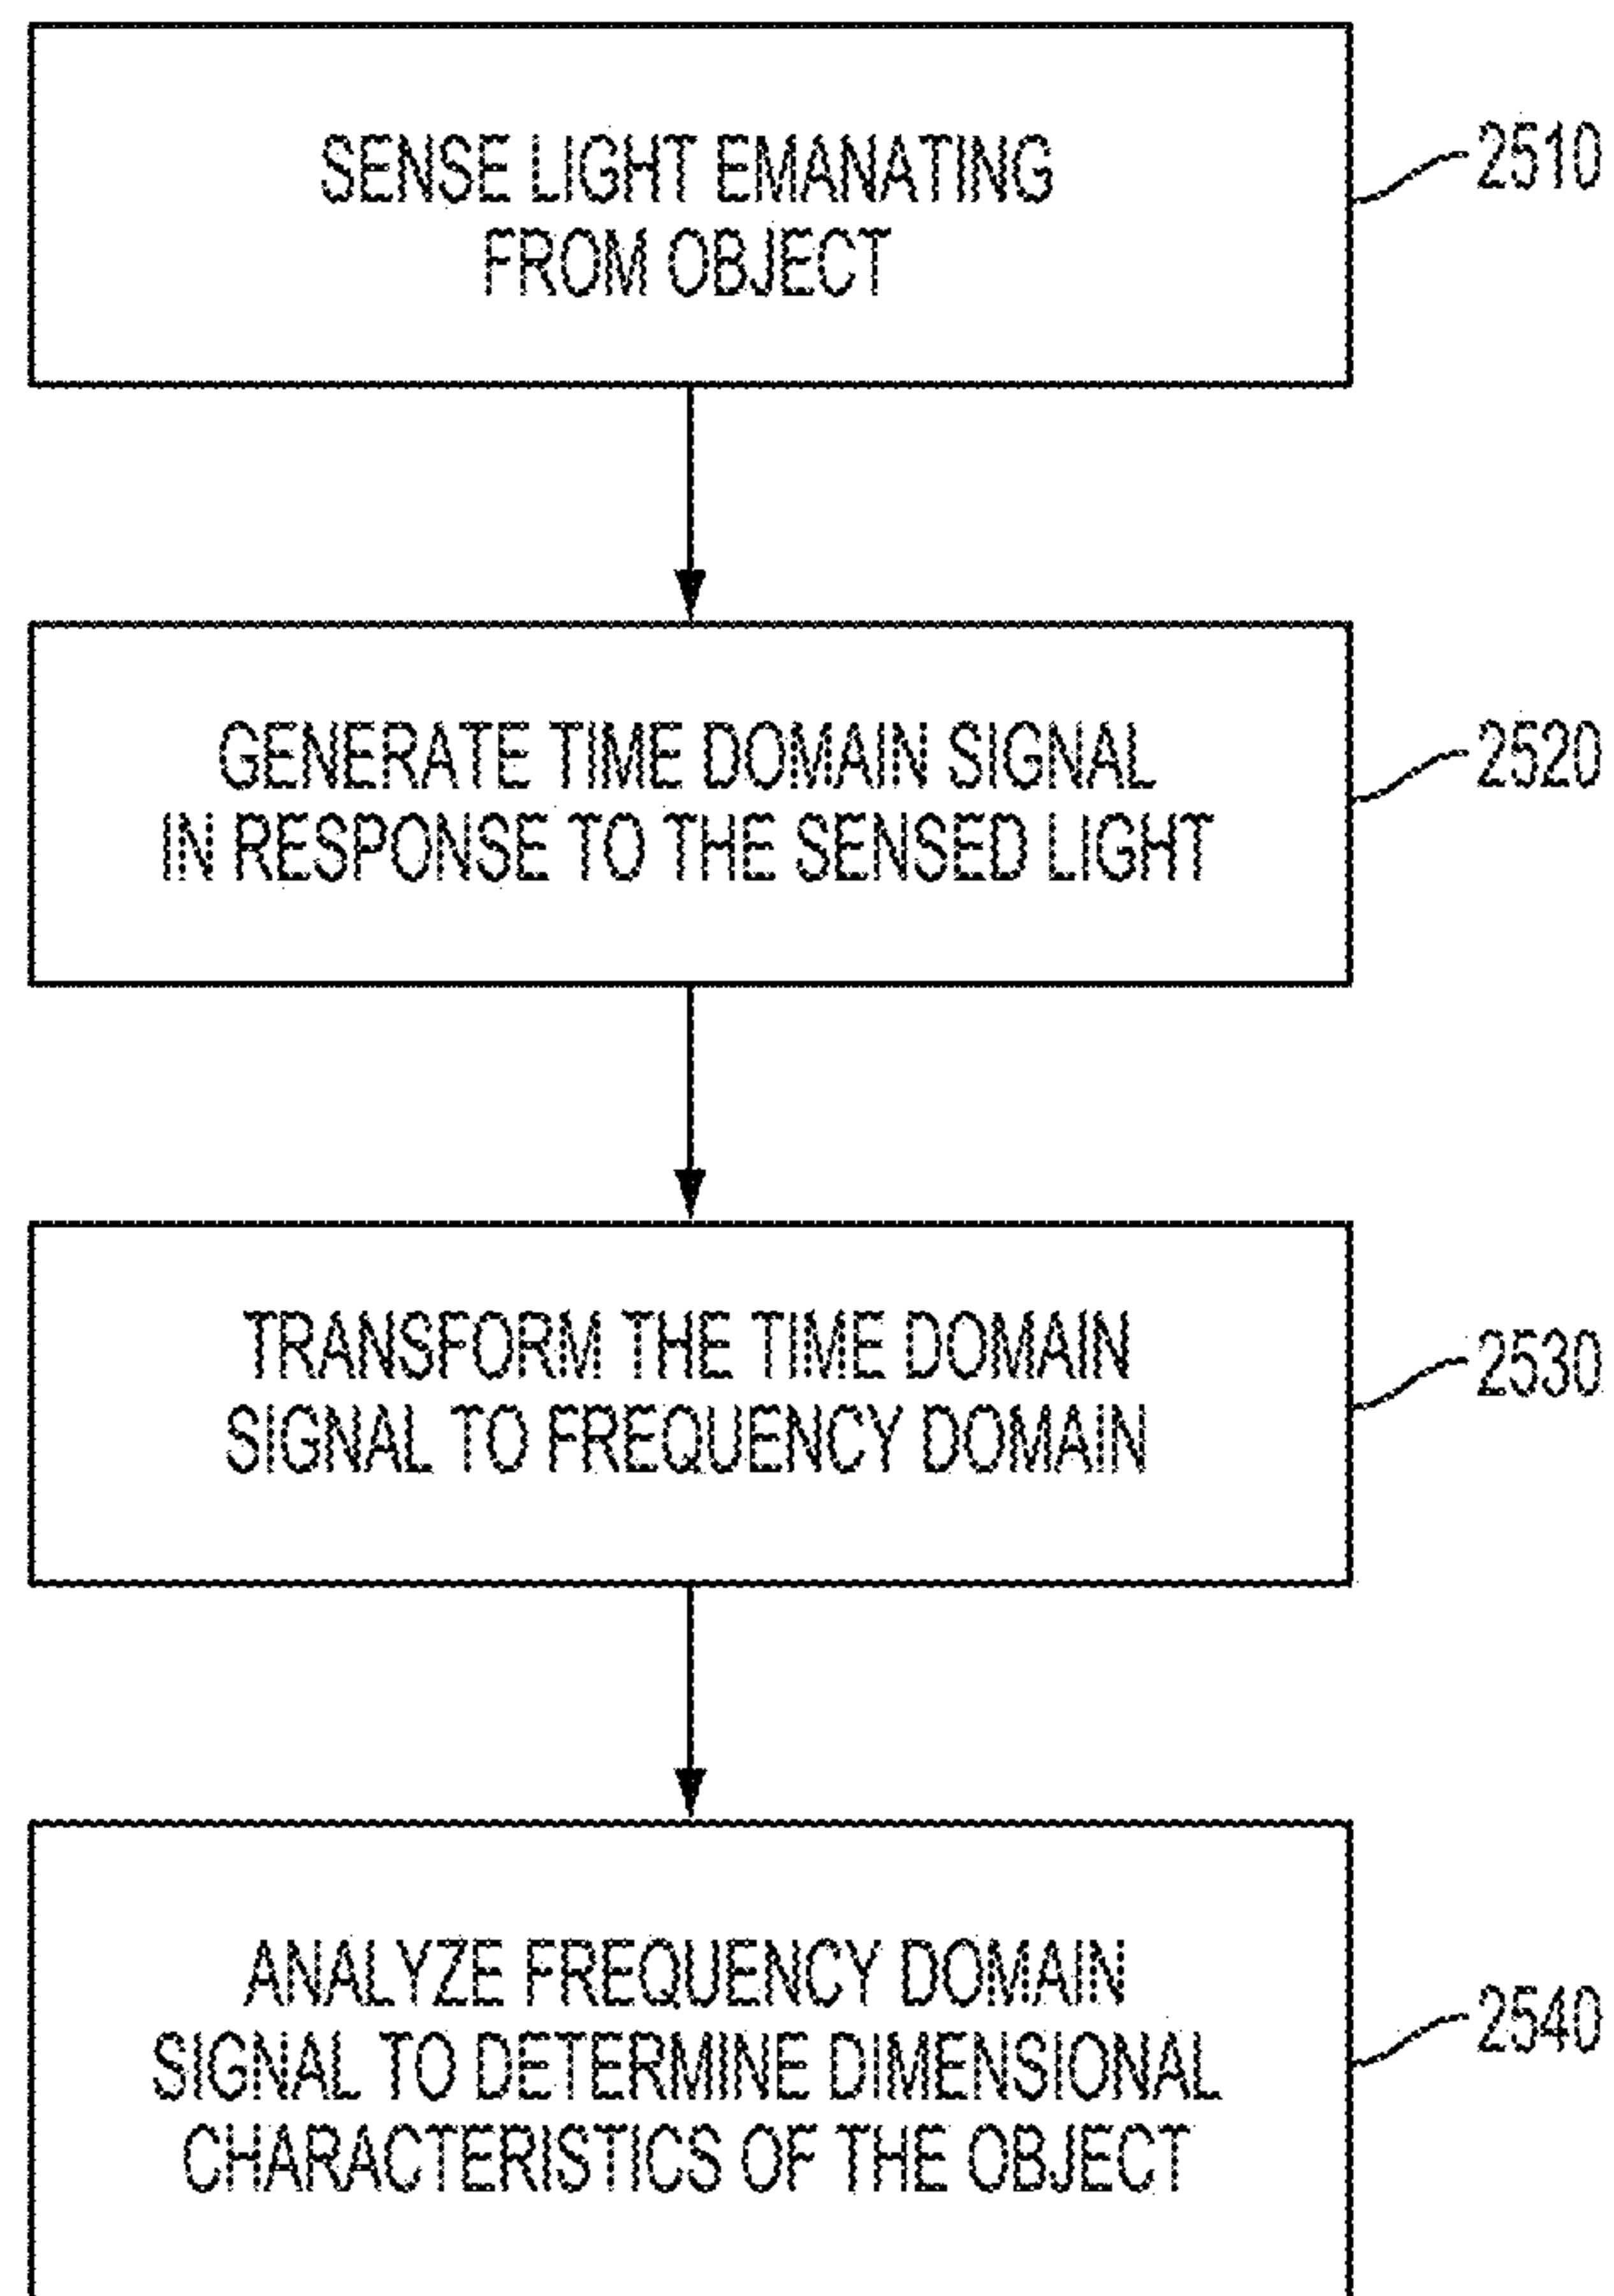 SENSE LIGHT EMANATING
FROM OBJECT
2510
GENERATE TIME DOMAIN SIGNAL
IN RESPONSE TO THE SENSED LIGHT
2520
TRANSFORM THE TIME DOMAIN
SIGNAL TO FREQUENCY DOMAIN
2530
ANALYZE FREQUENCY DOMAIN
SIGNAL TO DETERMINE DIMENSIONAL
CHARACTERISTICS OF THE OBJECT
2540